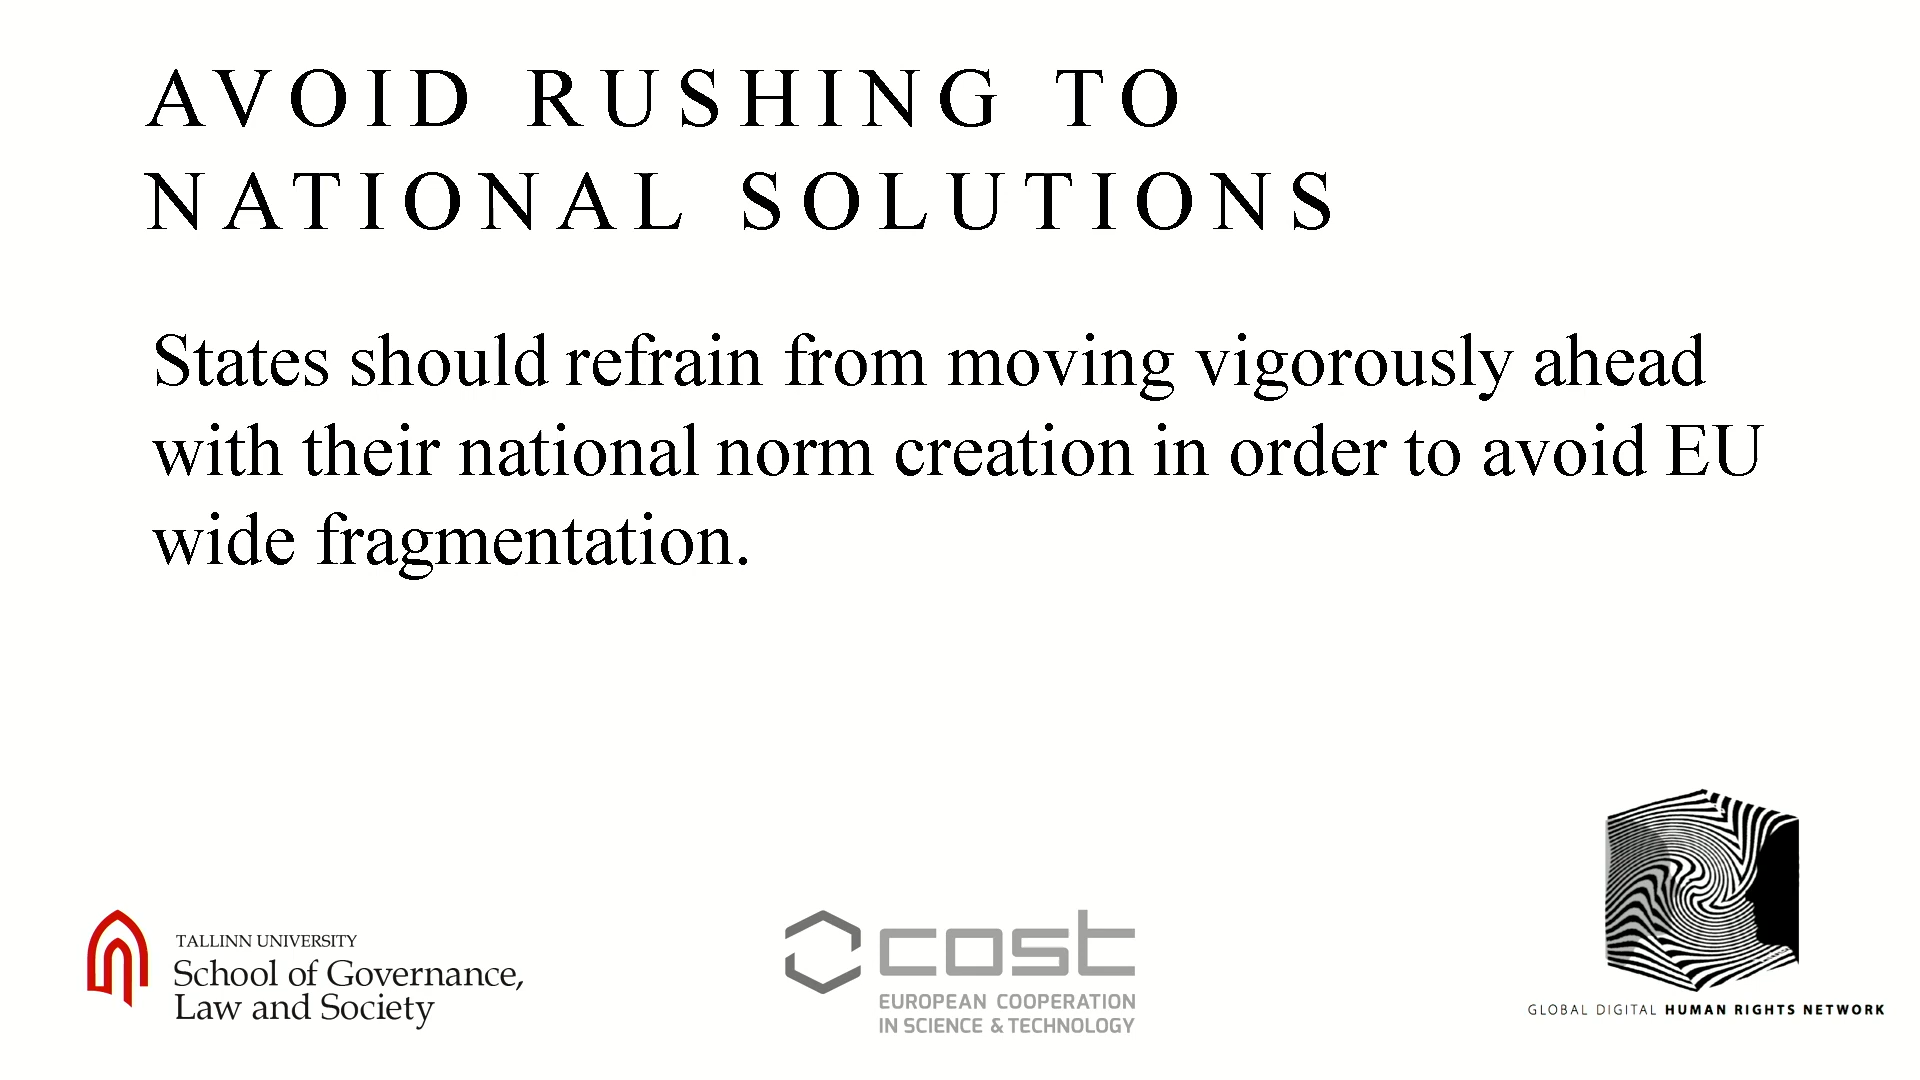 AVOID RUSHING TO
NATIONAL SOLUTIONS
States should refrain from moving vigorously ahead
with their national norm creation in order to avoid EU
wide fragmentation.
TALLINN UNIVERSITY
School of Governance,
Law and Society
cost
EUROPEAN COOPERATION
IN SCIENCE & TECHNOLOGY
GLOBAL DIGITAL HUMAN RIGHTS NETWORK